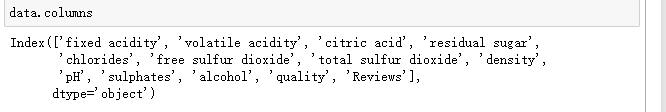 data.columns
Index(['fixed acidity', 'volatile acidity', 'citric acid', 'residual sugar',
'chlorides', 'free sulfur dioxide', 'total sulfur dioxide', 'density',
'pH', 'sulphates', 'alcohol', 'quality', 'Reviews'],
dtype='object')